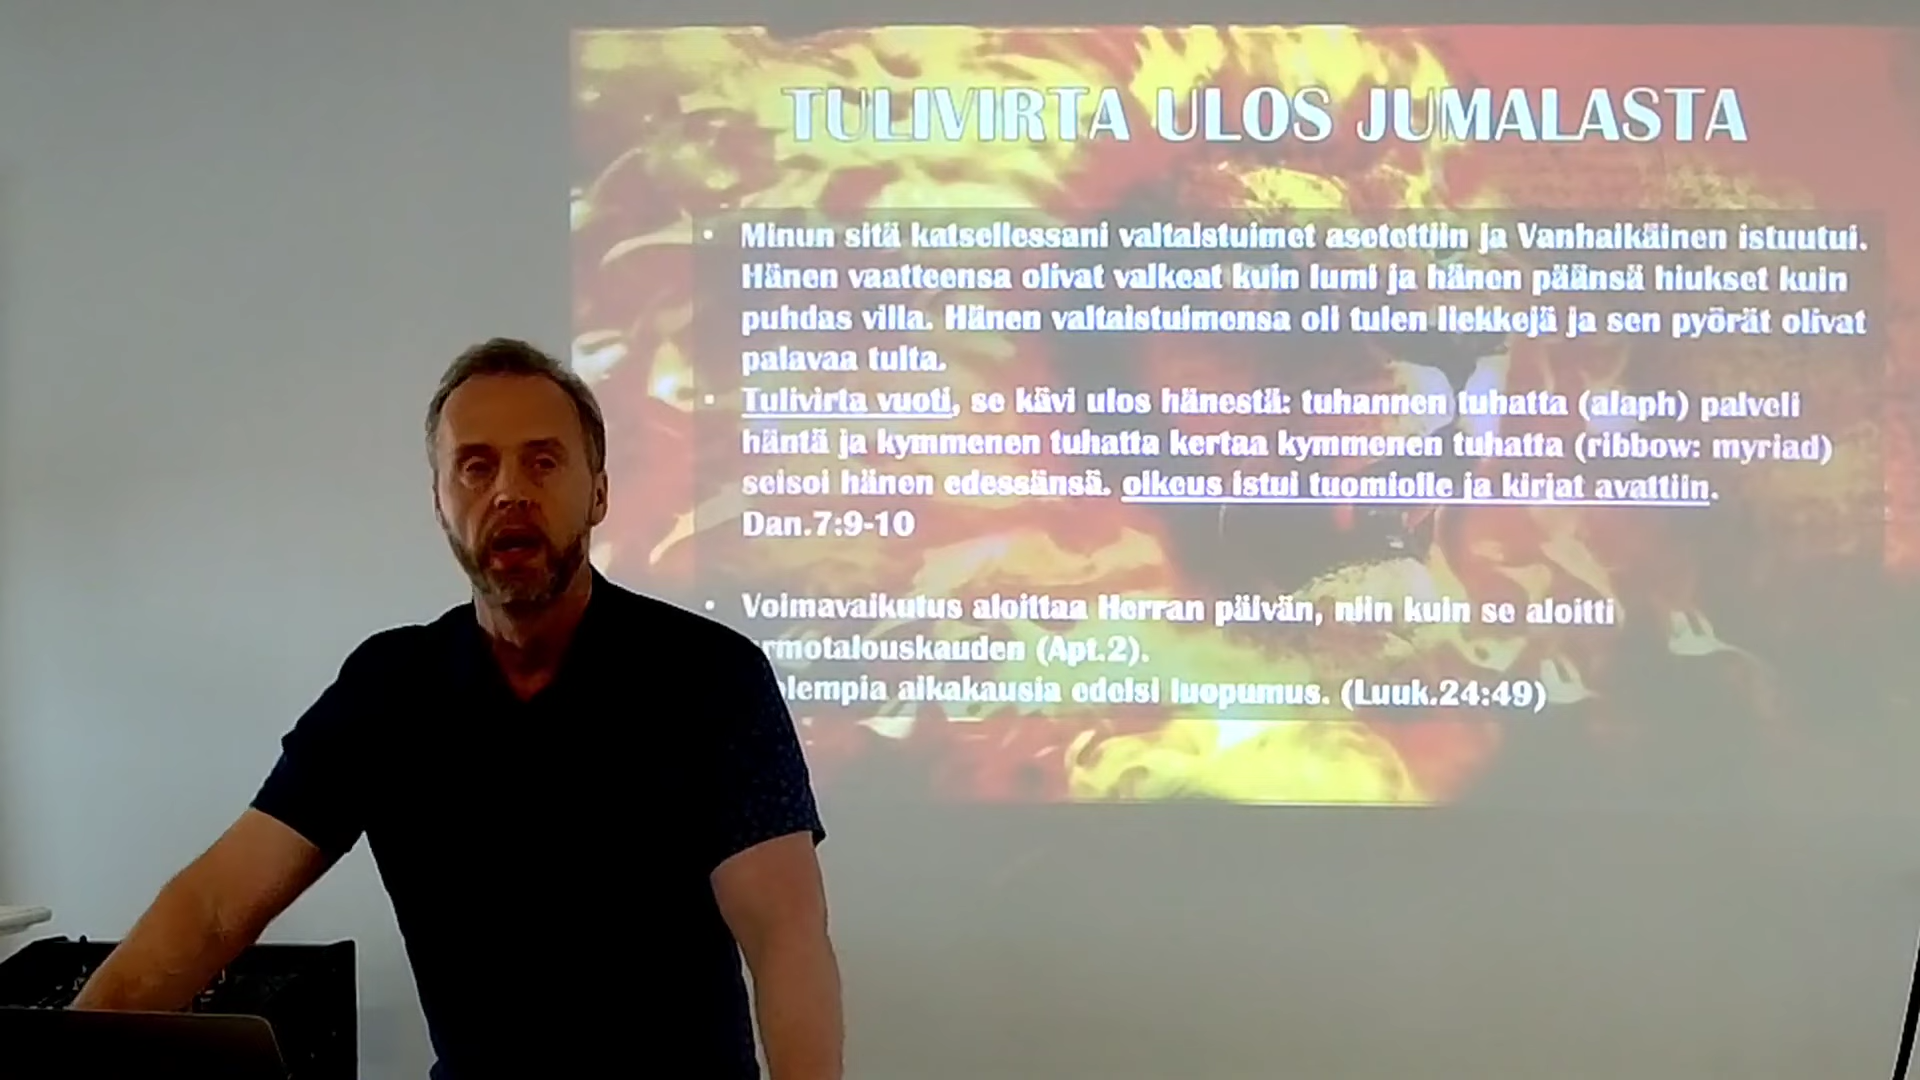 TULIVIRTA ULOS JUMALASTA
• Minun sitä katsellessani valtaistuimet asetettiin ja Vanhaikäinen istuutui.
Hänen vaatteensa olivat valkeat kuin lumi ja hänen päänsä hiukset kuin
puhdas villa. Hänen valtaistuimensa oli tulen liekkejä ja sen pyörät olivat
palavaa tulta.
• Tulivirta vuoti, se kävi ulos hänestä: tuhannen tuhatta (alaph) palveli
häntä ja kymmenen tuhatta kertaa kymmenen tuhatta (ribbow: myriad)
seisoi hänen edessänsä. oikeus istui tuomiolle ja kirjat avattiin.
Dan.7:9-10
• Voimavaikutus aloittaa Herran päivän, niin kuin se aloitti
rmotalouskauden (Apt.2).
olempia aikakausia edelsi luopumus. (Luuk.24:49)